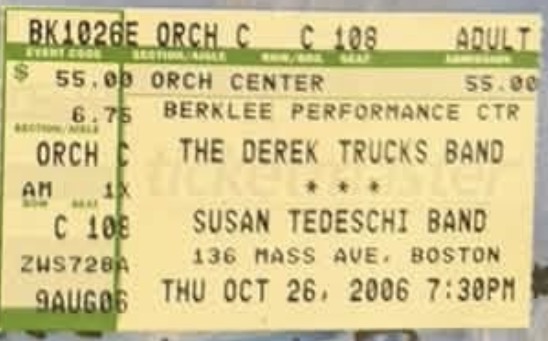 BK1026E ORCH C C 108 ADULT
EVENT CODE SECTION/AISLE ROW/BOX SEAT ADMISSION
$ 55.00 ORCH CENTER 55.00
6.75 BERKLEE PERFORMANCE CTR
SECTION/AISLE
ORCH C THE DEREK TRUCKS BAND
AM 1X * * *
ROW SEAT
C 108 SUSAN TEDESCHI BAND
ZWS728A 136 MASS AVE. BOSTON
9AUG06 THU OCT 26, 2006 7:30PM
ticketmaster